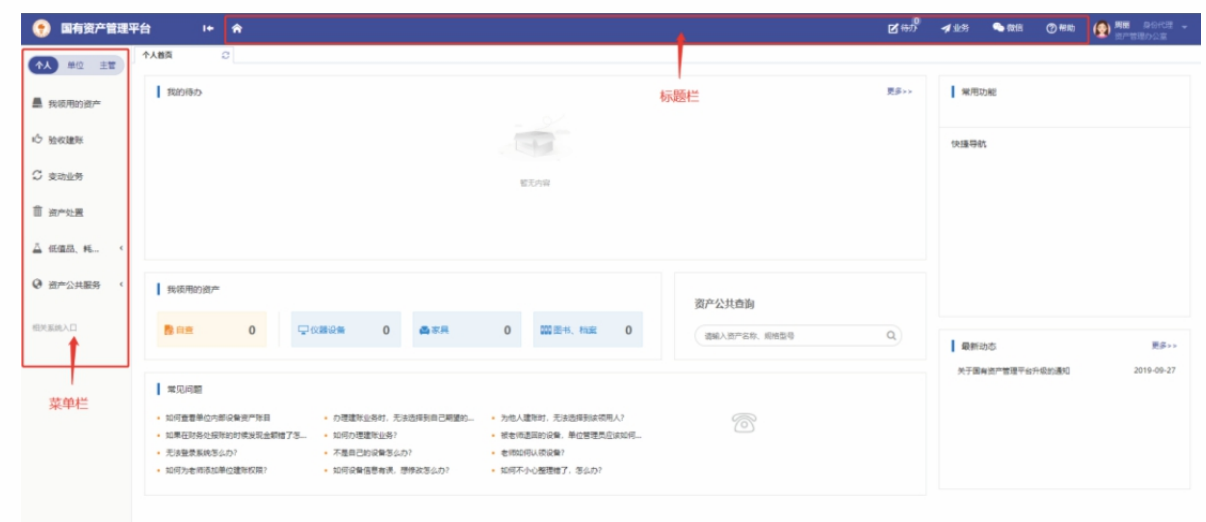 国有资产管理平台
待办 0 业务 微信 帮助 身份代理
资产管理办公室
个人 单位 主管
个人首页
我领用的资产
验收建账
变动业务
资产处置
低值品、耗...
资产公共服务
相关系统入口
菜单栏
标题栏
我的待办 更多>>
暂无内容
常用功能
快捷导航
我领用的资产
自查 0 仪器设备 0 家具 0 图书、档案 0
资产公共查询
请输入资产名称、规格型号
最新动态 更多>>
关于国有资产管理平台升级的通知 2019-09-27
常见问题
如何查看单位内部设备资产账目
办理建账业务时，无法选择到自己期望的...
为他人建账时，无法选择到该领用人？
如果在财务处报账的时候发现金额错了怎...
如何办理建账业务？
被老师退回的设备，单位管理员应该如何...
无法登录系统怎么办？
不是自己的设备怎么办？
老师如何认领设备？
如何为老师添加单位建账权限？
如何设备信息有误，想修改怎么办？
如何不小心整理错了，怎么办？